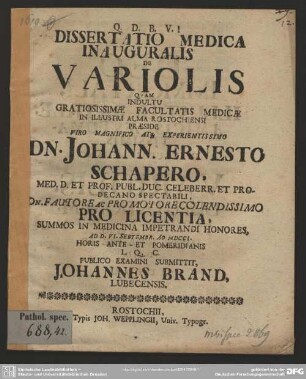 Q. D. B. V. !
DISSERTATIO MEDICA
INAUGURALIS
DE
VARIOLIS
QUAM
INDULTU
GRATIOSISSIMÆ FACULTATIS MEDICÆ
IN ILLUSTRI ALMA ROSTOCHIENSI
PRÆSIDE
VIRO MAGNIFICO ATQ; EXPERIENTISSIMO
DN. JOHANN. ERNESTO
SCHAPERO,
MED. D. ET PROF. PUBL. DUC. CELEBERR. ET PRO-
DECANO SPECTABILI,
DN. FAUTORE AC PROMOTORE COLENDISSIMO
PRO LICENTIA,
SUMMOS IN MEDICINA IMPETRANDI HONORES,
AD D. VI. SEPTEMBR. AO MDCCI.
HORIS ANTE- ET POMERIDIANIS
L. Q. C.
PUBLICO EXAMINI SUBMITTIT,
JOHANNES BRAND,
LUBECENSIS.
ROSTOCHII,
Typis JOH. WEPPLINGII, Univ. Typogr.
Pathol. spec.
688,42.